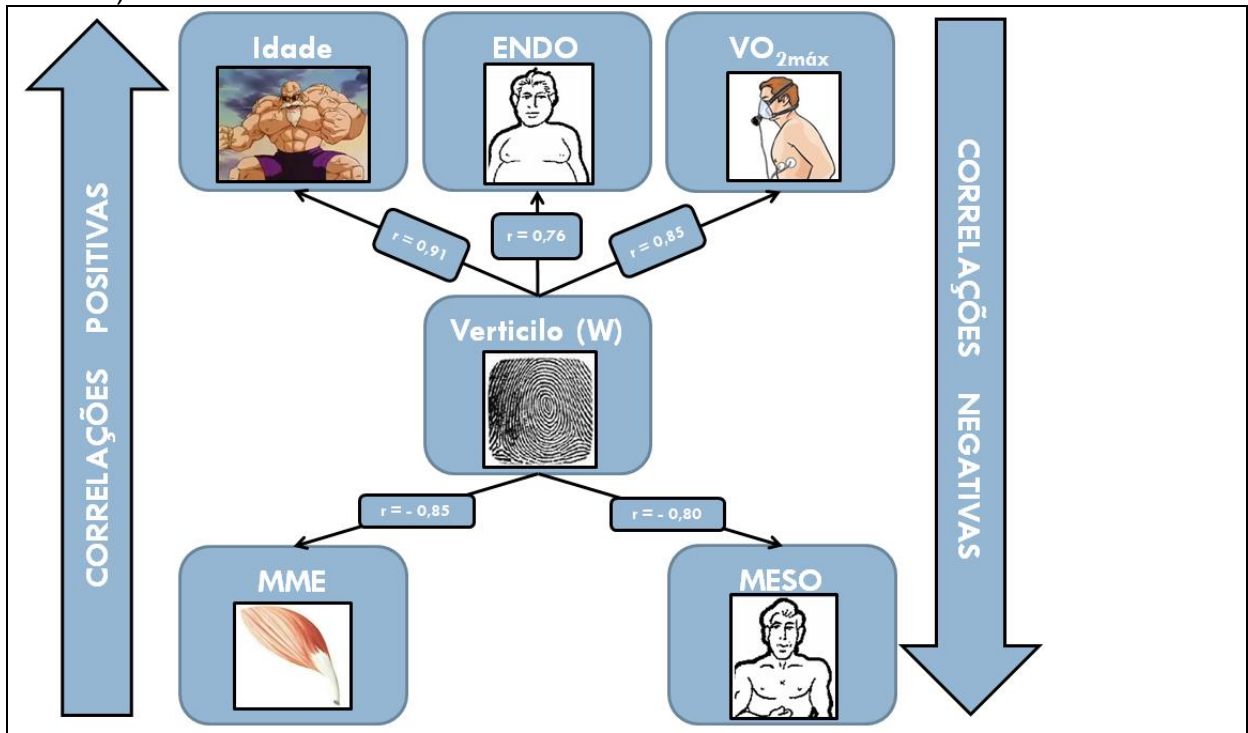 Idade
ENDO
VO2máx
CORRELAÇÕES POSITIVAS
CORRELAÇÕES NEGATIVAS
r = 0,91
r = 0,76
r = 0,85
Verticilo (W)
r = - 0,85
r = - 0,80
MME
MESO